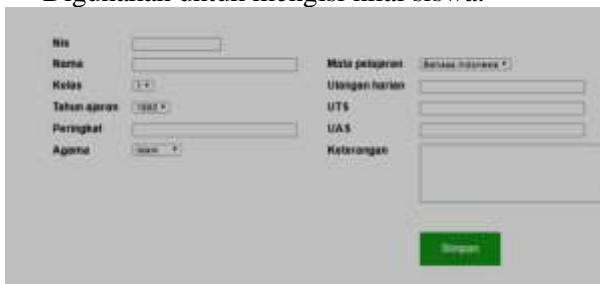 Digunakan untuk mengisi nilai siswa.
Nis
Nama
Kelas
Tahun ajaran
Peringkat
Agama
Mata pelajaran
Bahasa Indonesia
Ulangan harian
UTS
UAS
Keterangan
Simpan